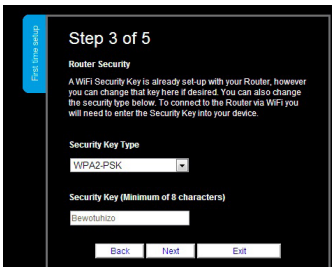 First time setup
Step 3 of 5
Router Security
A WiFi Security Key is already set-up with your Router, however
you can change that key here if desired. You can also change
the security type below. To connect to the Router via WiFi you
will need to enter the Security Key into your device.
Security Key Type
WPA2-PSK
Security Key (Minimum of 8 characters)
Bewotuhizo
Back Next Exit